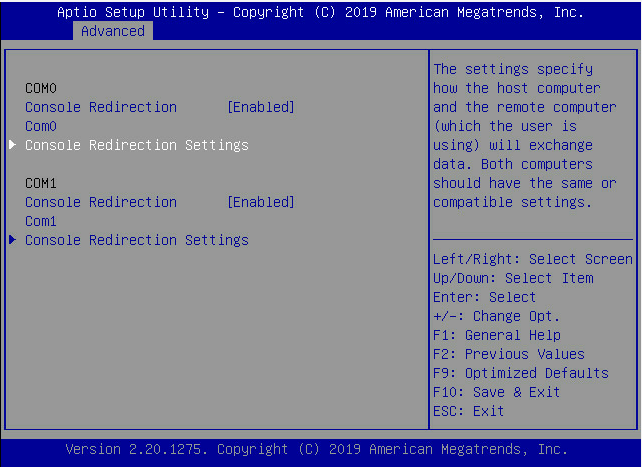 Aptio Setup Utility – Copyright (C) 2019 American Megatrends, Inc.
Advanced
COM0
Console Redirection [Enabled]
Com0
Console Redirection Settings
COM1
Console Redirection [Enabled]
Com1
Console Redirection Settings
The settings specify
how the host computer
and the remote computer
(which the user is
using) will exchange
data. Both computers
should have the same or
compatible settings.
Left/Right: Select Screen
Up/Down: Select Item
Enter: Select
+/-: Change Opt.
F1: General Help
F2: Previous Values
F9: Optimized Defaults
F10: Save & Exit
ESC: Exit
Version 2.20.1275. Copyright (C) 2019 American Megatrends, Inc.